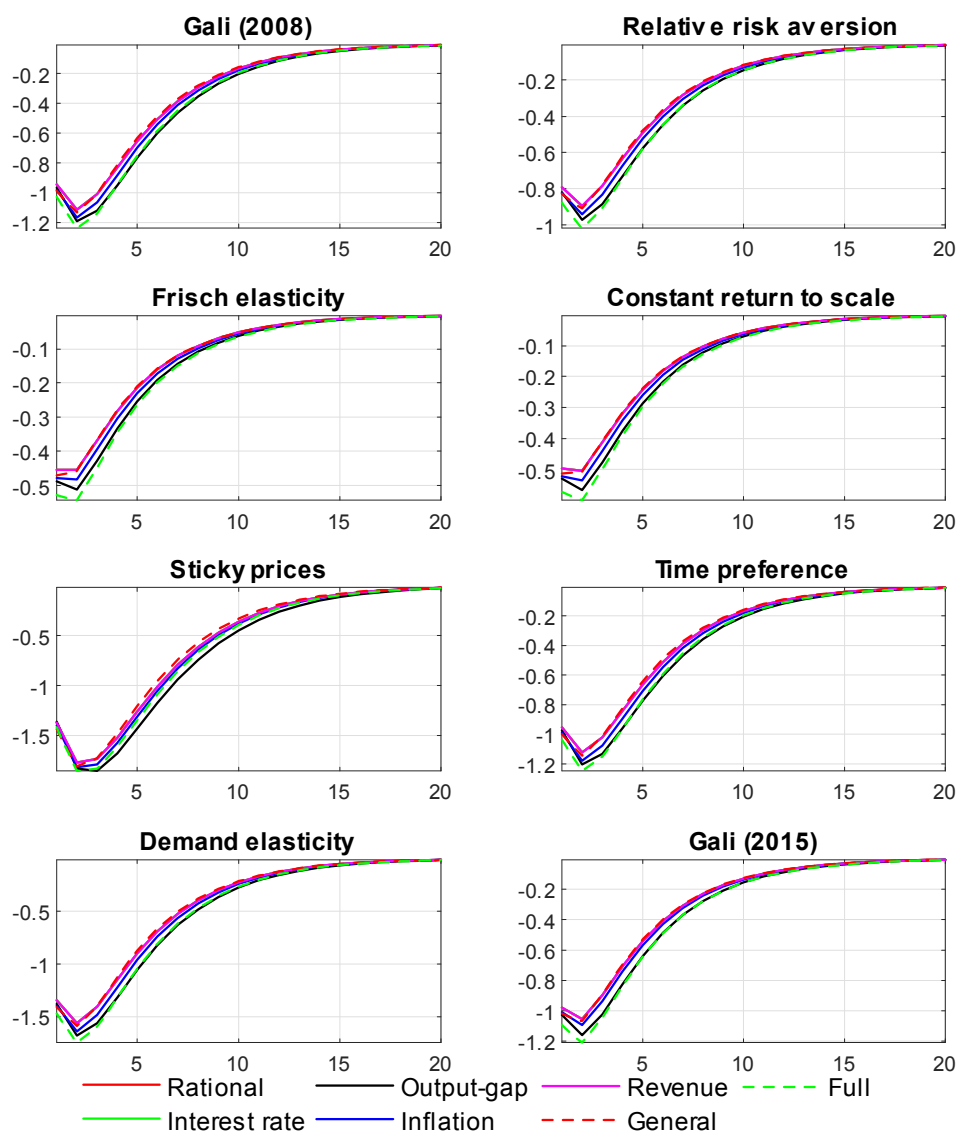 Gali (2008) Relative risk aversion
-0.2 -0.2
-0.4 -0.4
-0.6 -0.6
-0.8 -0.8
-1 -1
-1.2
5 10 15 20 5 10 15 20
Frisch elasticity Constant return to scale
-0.1 -0.1
-0.2 -0.2
-0.3 -0.3
-0.4 -0.4
-0.5 -0.5
5 10 15 20 5 10 15 20
Sticky prices Time preference
-0.5 -0.2
-1 -0.4
-1.5 -0.6
-0.8
-1
-1.2
5 10 15 20 5 10 15 20
Demand elasticity Gali (2015)
-0.5 -0.2
-1 -0.4
-1.5 -0.6
-0.8
-1
-1.2
5 10 15 20 5 10 15 20
Rational Output-gap Revenue Full
Interest rate Inflation General